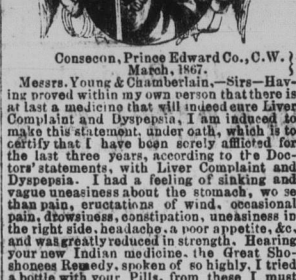 Consecon, Prince Edward Co., C.W.
March, 1867.
Messrs. Young & Chamberlain,—Sirs—Hav-
ing proved within my own person that there is
at last a medicine that will indeed cure Liver
Complaint and Dyspepsia, I am induced to
make this statement, under oath, which is to
certify that I have been sorely afflicted for
the last three years, according to the Doc-
tors' statements, with Liver Complaint and
Dyspepsia. I had a feeling of sinking and
vague uneasiness about the stomach, wo se
than pain, eructations of wind, occasional
pain, drowsiness, constipation, uneasiness in
the right side, headache, a poor appetite, &c.
and was greatly reduced in strength. Hearing
your new Indian medicine, the Great Sho-
shonees Remedy, spoken of so highly, I tried
a bottle with your Pills, from these I